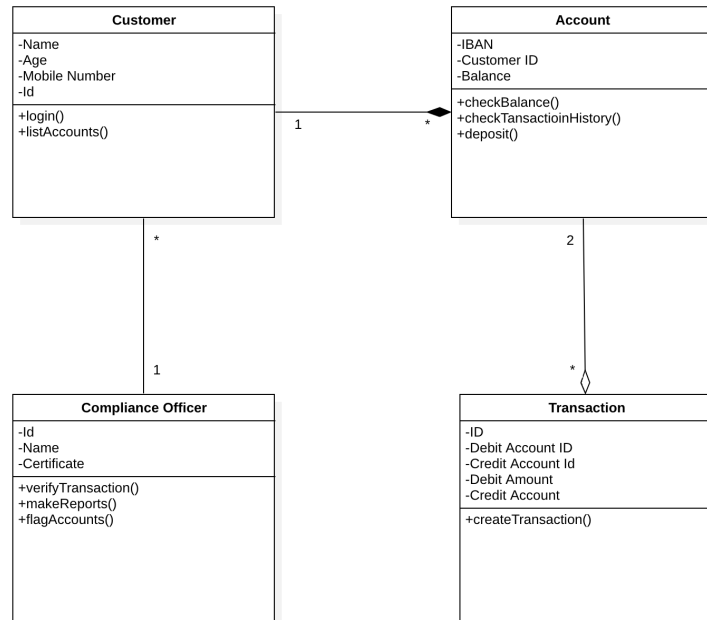 Customer
-Name
-Age
-Mobile Number
-Id
+login()
+listAccounts()
Account
-IBAN
-Customer ID
-Balance
+checkBalance()
+checkTansactioinHistory()
+deposit()
1
*
*
1
2
*
Compliance Officer
-Id
-Name
-Certificate
+verifyTransaction()
+makeReports()
+flagAccounts()
Transaction
-ID
-Debit Account ID
-Credit Account Id
-Debit Amount
-Credit Account
+createTransaction()